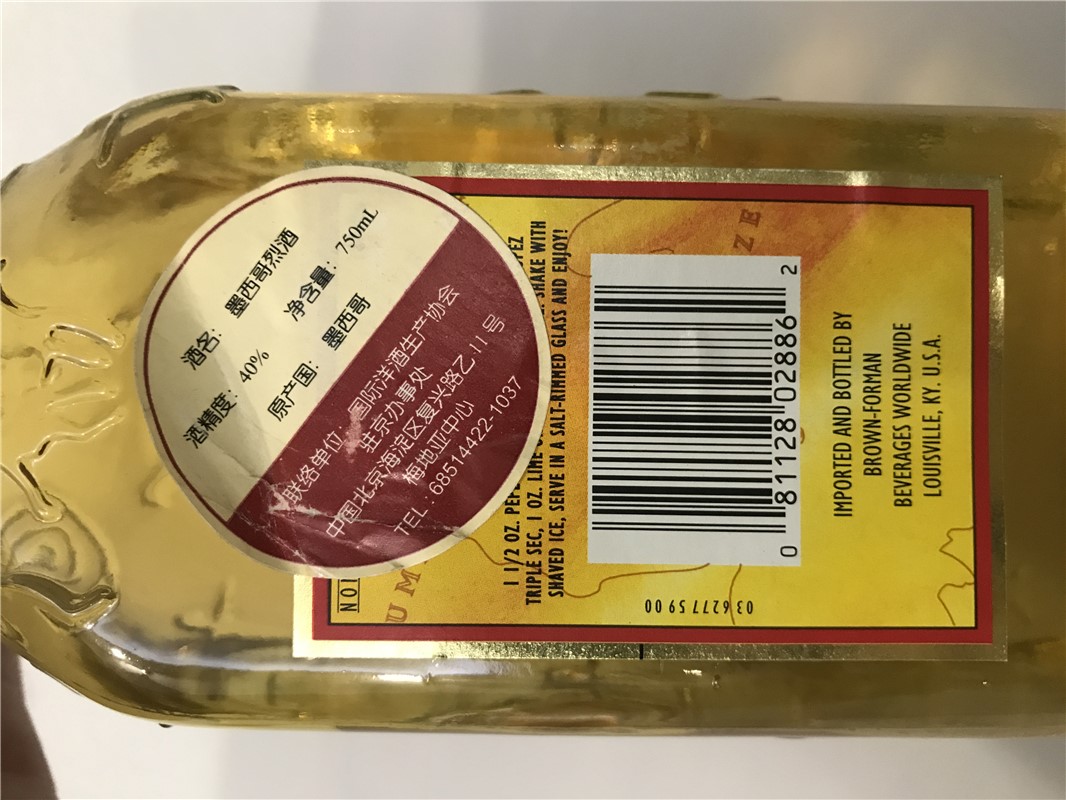 酒名: 墨西哥烈酒
酒精度: 40% 净含量: 750mL
原产国: 墨西哥
联络单位: 国际洋酒生产协会
驻京办事处
中国北京海淀区复兴路乙11号
梅地亚中心
TEL: 68514422-1037
1 1/2 OZ. PEPE EZ
TRIPLE SEC, 1 OZ. LIME SHAKE WITH
SHAVED ICE, SERVE IN A SALT-RIMMED GLASS AND ENJOY!
0 81128 02886 2
IMPORTED AND BOTTLED BY
BROWN-FORMAN
BEVERAGES WORLDWIDE
LOUISVILLE, KY. U.S.A.
03 6277 59 00